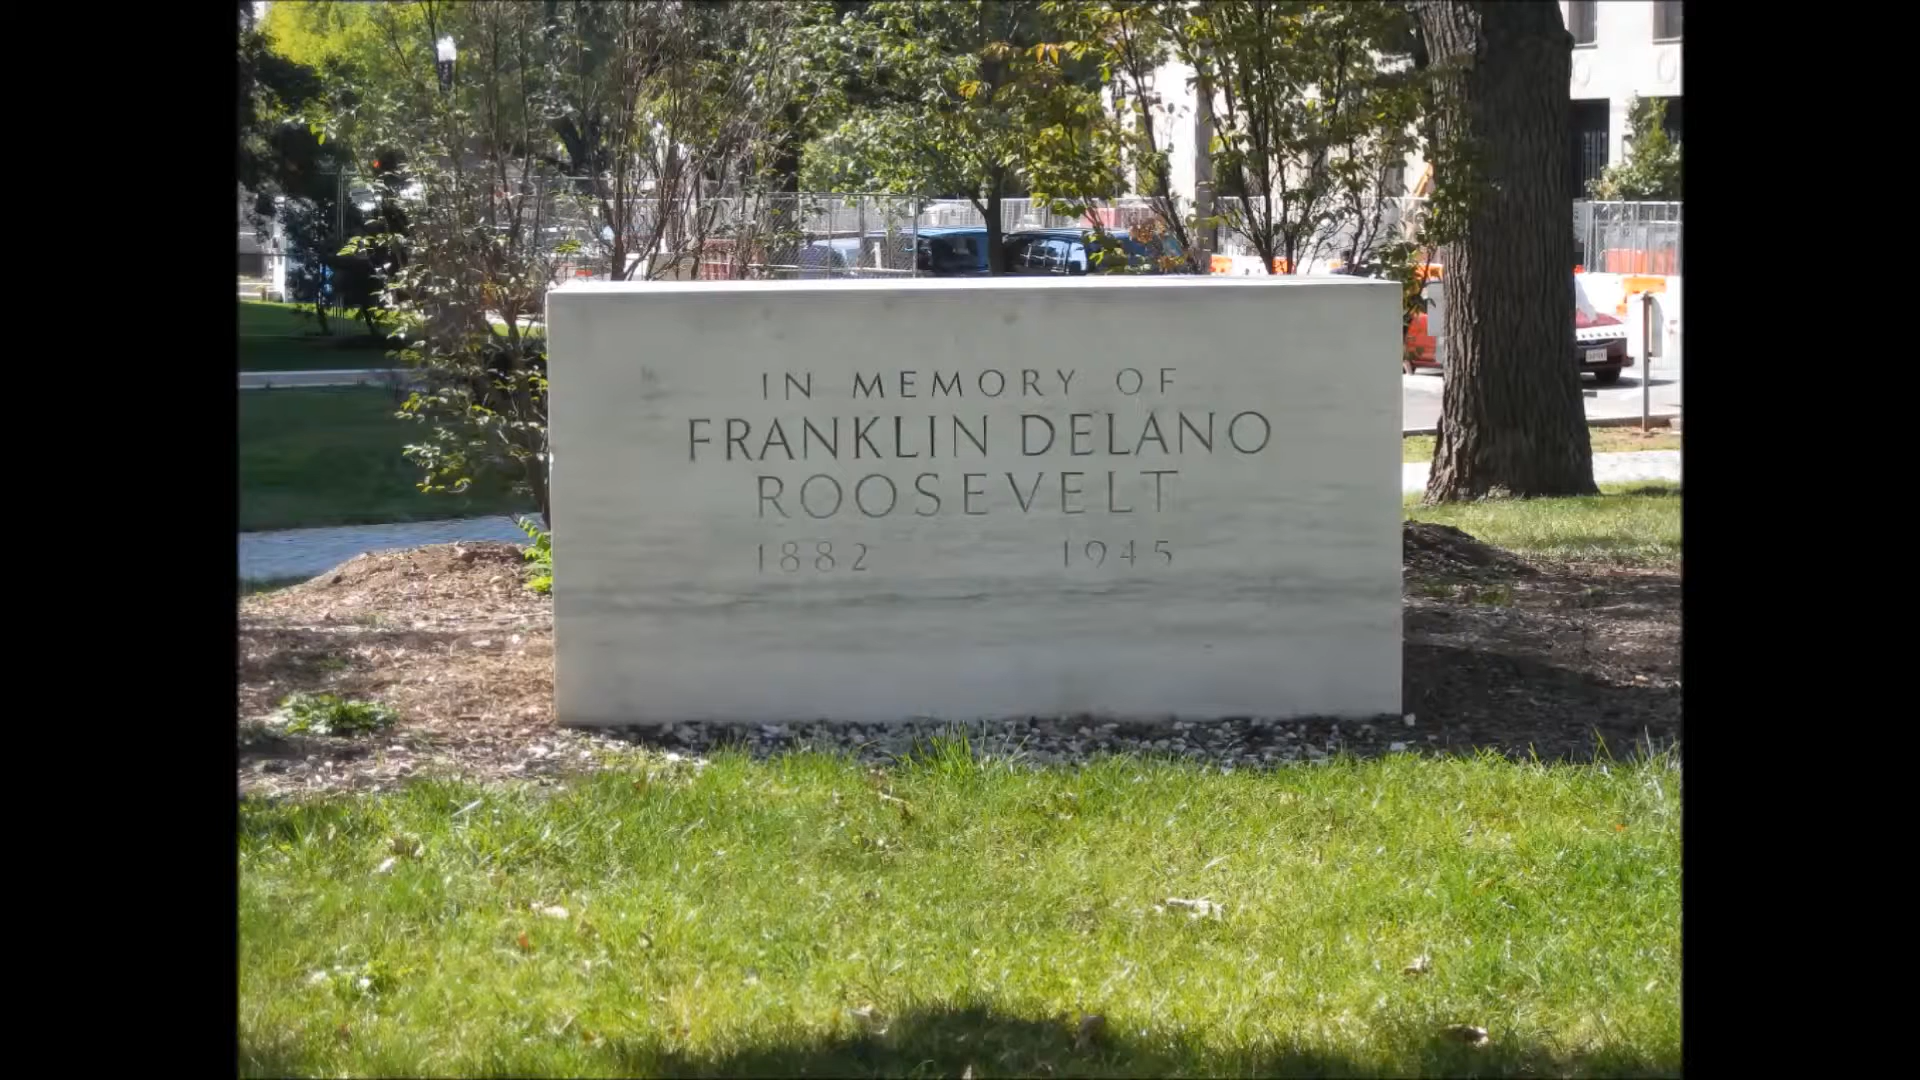 IN MEMORY OF
FRANKLIN DELANO
ROOSEVELT
1882 1945